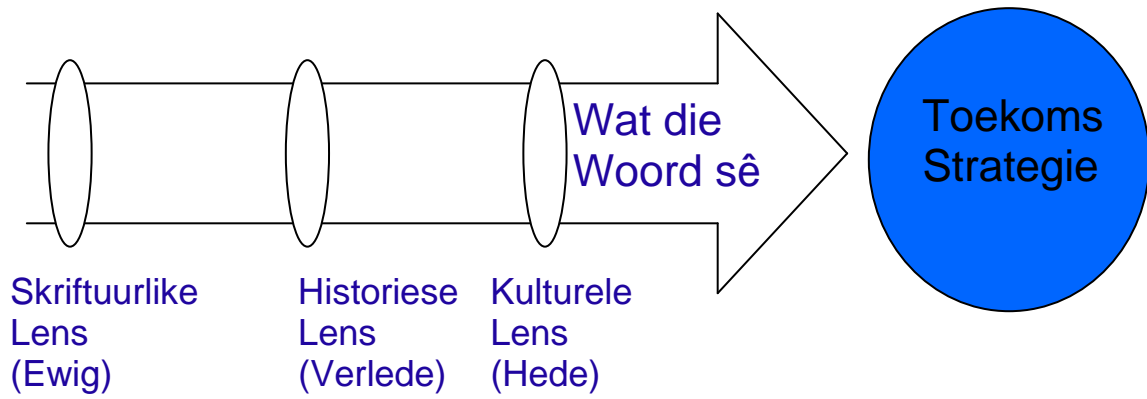 Wat die
Woord sê
Toekoms
Strategie
Skriftuurlike
Lens
(Ewig)
Historiese
Lens
(Verlede)
Kulturele
Lens
(Hede)